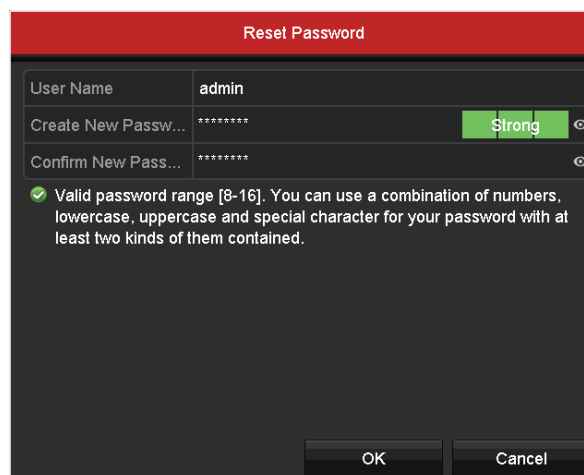 Reset Password
User Name admin
Create New Passw... ******** Strong
Confirm New Pass... ********
Valid password range [8-16]. You can use a combination of numbers,
lowercase, uppercase and special character for your password with at
least two kinds of them contained.
OK Cancel